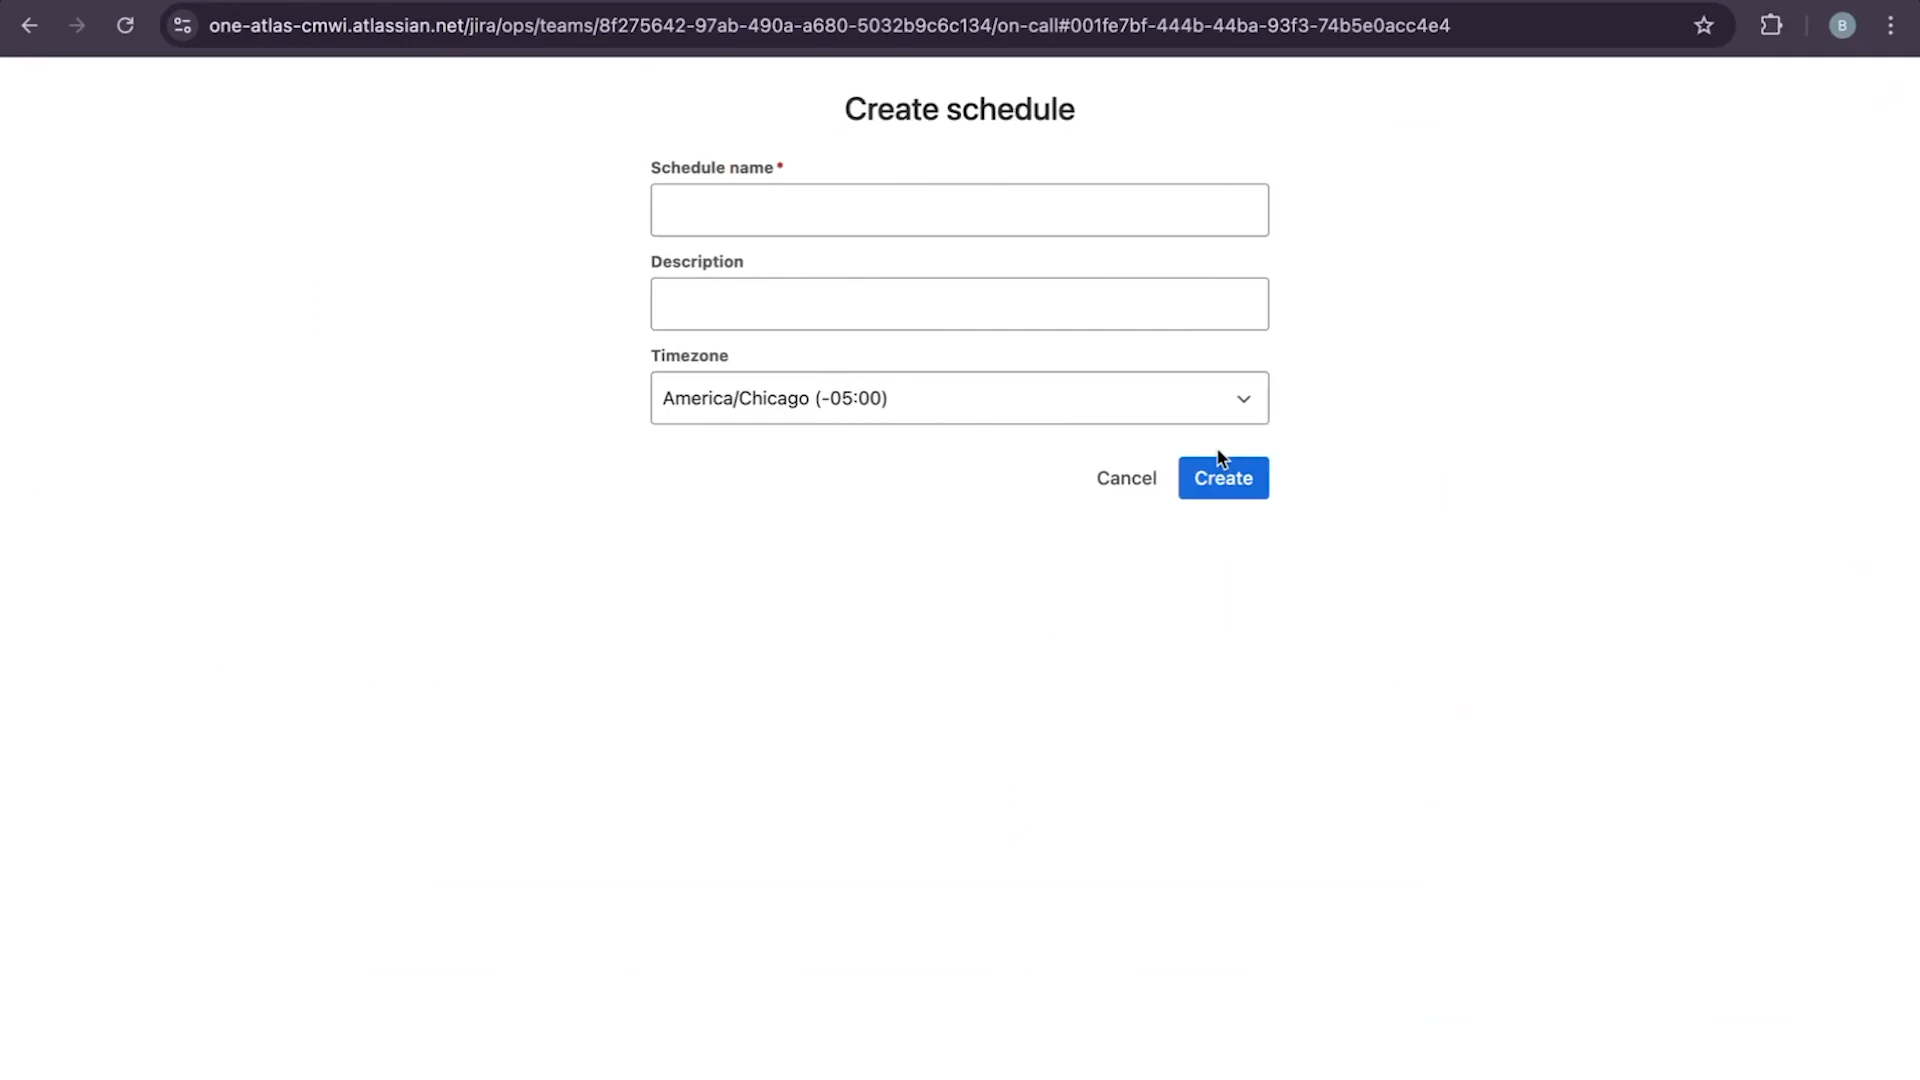 one-atlas-cmwi.atlassian.net/jira/ops/teams/8f275642-97ab-490a-a680-5032b9c6c134/on-call#001fe7bf-444b-44ba-93f3-74b5e0acc4e4
B
Create schedule
Schedule name *
Description
Timezone
America/Chicago (-05:00)
Cancel
Create